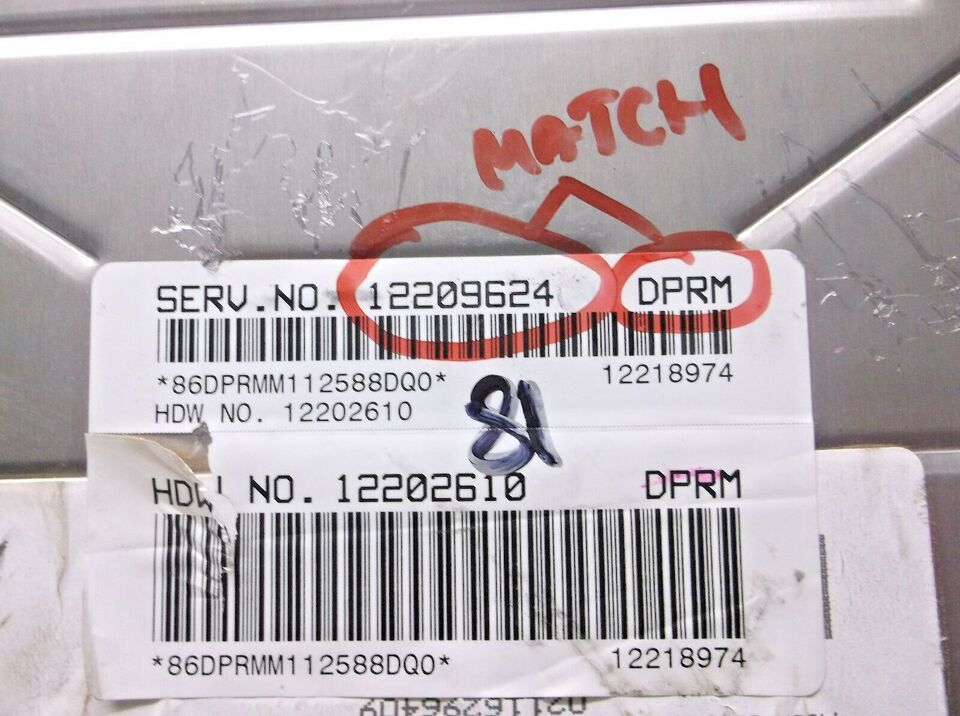 MATCH
SERV.NO. 12209624 DPRM
*86DPRMM112588DQ0* 12218974
HDW NO. 12202610
81
HDW NO. 12202610 DPRM
*86DPRMM112588DQ0* 12218974